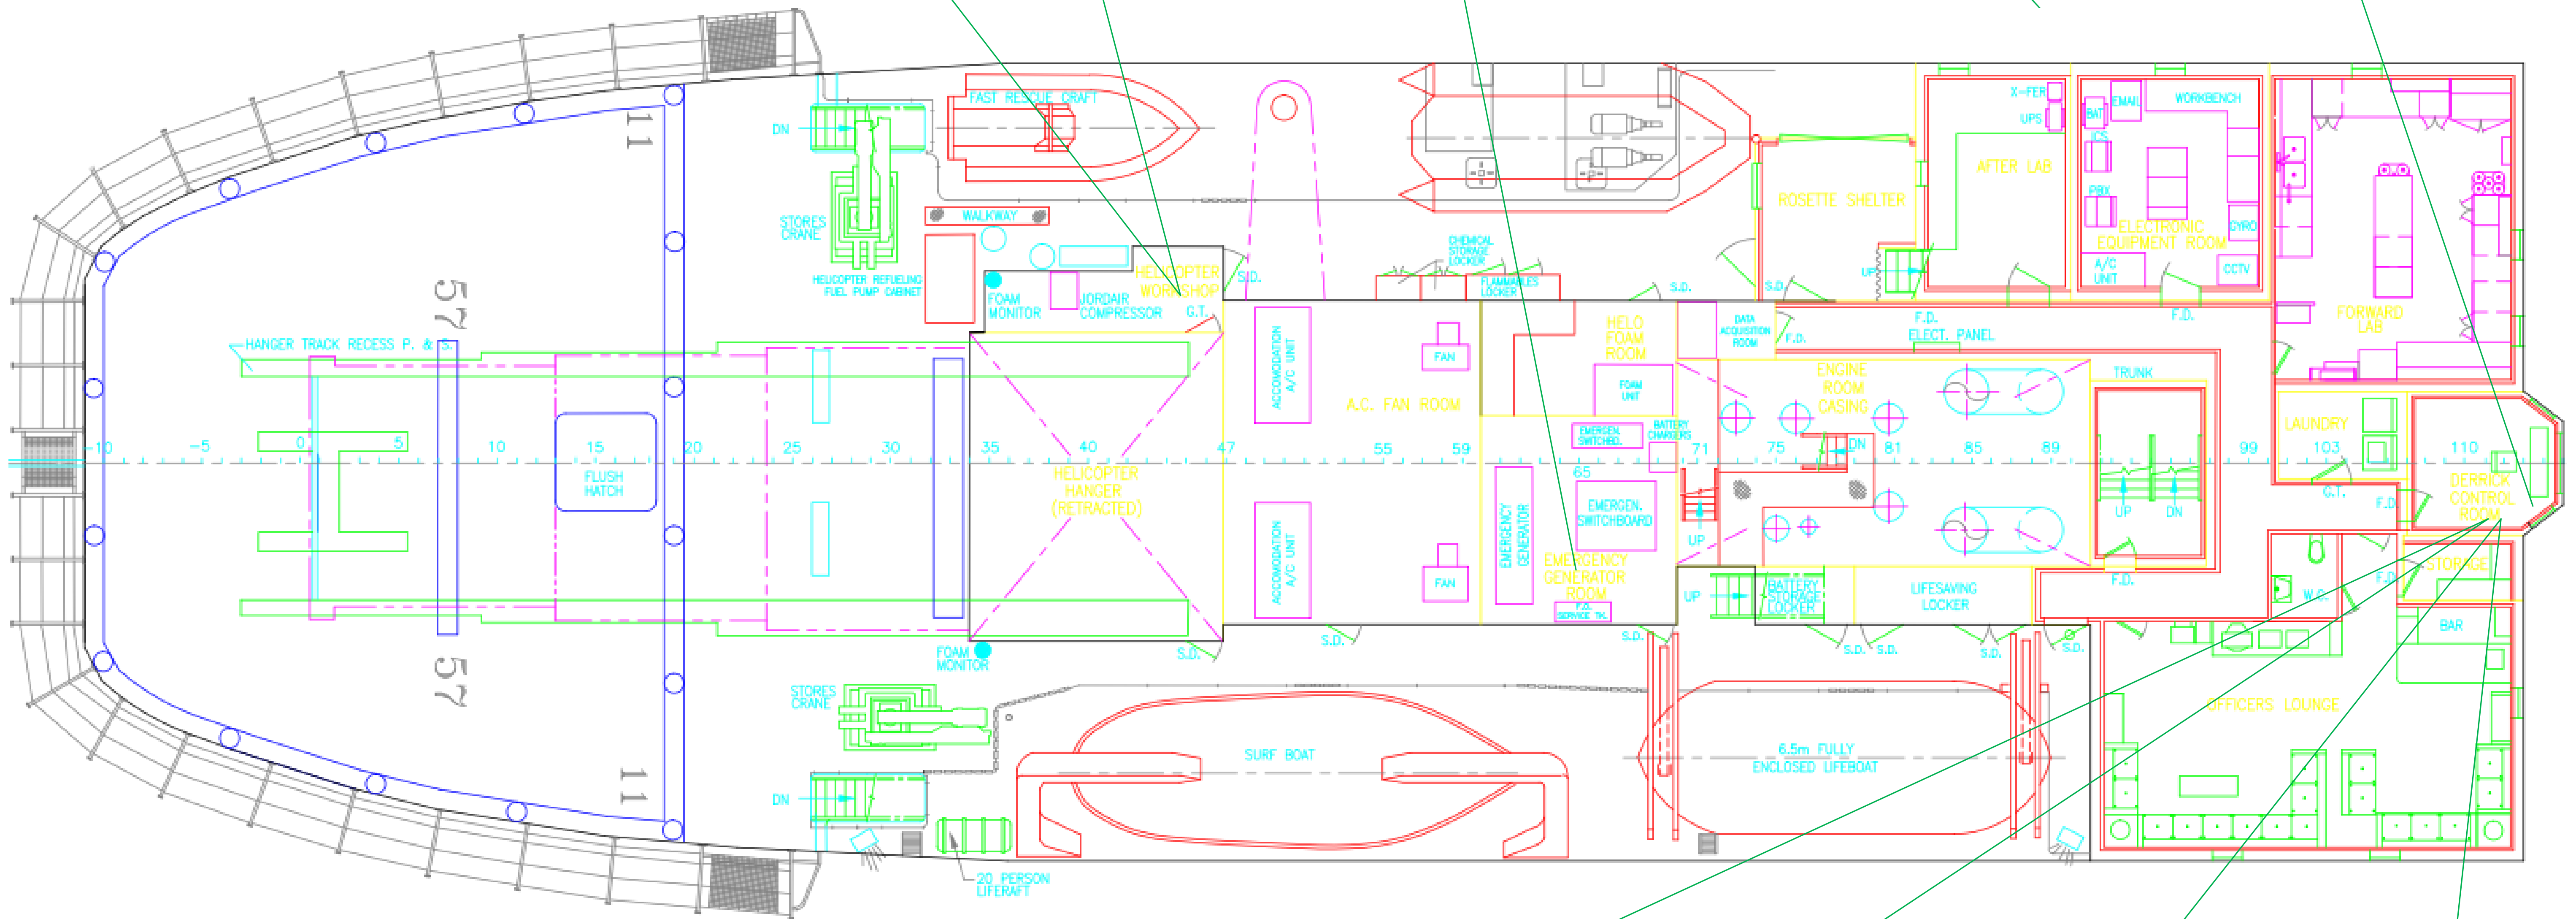 11
FAST RESCUE CRAFT
DN
STORES
CRANE
WALKWAY
HELICOPTER REFUELING
FUEL PUMP CABINET
FOAM
MONITOR
JORDAIR
COMPRESSOR
HELICOPTER
WORKSHOP
S.D.
G.T.
CHEMICAL
STORAGE
LOCKER
FLAMMABLES
LOCKER
S.D.
ROSETTE SHELTER
S.D.
UP
AFTER LAB
X-FER
UPS
BAT
EMAIL
WORKBENCH
ICS
PBX
ELECTRONIC
EQUIPMENT ROOM
GYRO
A/C
UNIT
CCTV
FORWARD
LAB
57
HANGER TRACK RECESS P. & S.
ACCOMODATION
A/C UNIT
FAN
A.C. FAN ROOM
HELO
FOAM
ROOM
FOAM
UNIT
DATA
ACQUISITION
ROOM
F.D.
F.D.
ELECT. PANEL
F.D.
ENGINE
ROOM
CASING
TRUNK
LAUNDRY
-10
-5
0
5
10
15
20
25
30
35
40
47
55
59
65
71
75
81
85
89
99
103
110
FLUSH
HATCH
HELICOPTER
HANGER
(RETRACTED)
EMERGEN.
SWITCHBD.
BATTERY
CHARGERS
DN
EMERGENCY
GENERATOR
EMERGEN.
SWITCHBOARD
UP
UP
DN
G.T.
F.D.
DERRICK
CONTROL
ROOM
ACCOMODATION
A/C UNIT
FAN
EMERGENCY
GENERATOR
ROOM
F.O.
SERVICE TK.
UP
BATTERY
STORAGE
LOCKER
LIFESAVING
LOCKER
F.D.
W.C.
F.D.
STORAGE
BAR
57
FOAM
MONITOR
S.D.
S.D.
S.D.
S.D.
S.D.
S.D.
S.D.
STORES
CRANE
OFFICERS LOUNGE
SURF BOAT
6.5m FULLY
ENCLOSED LIFEBOAT
11
DN
20 PERSON
LIFERAFT